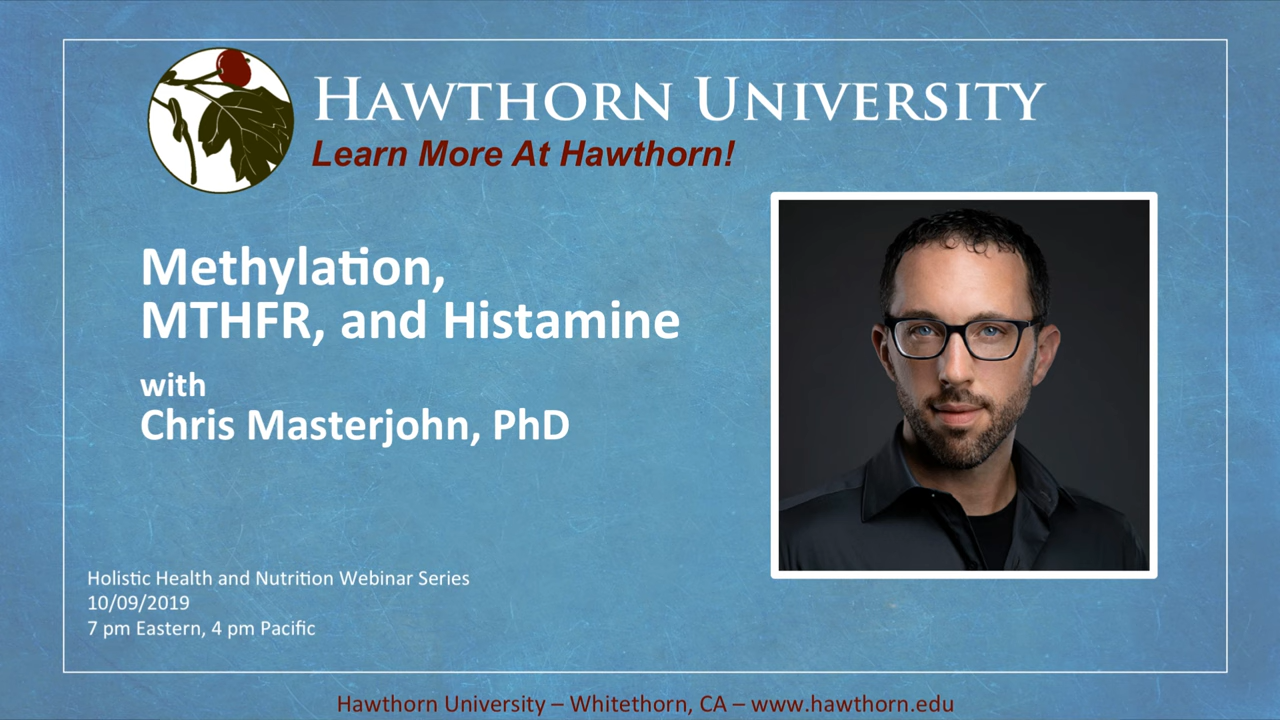 HAWTHORN UNIVERSITY
Learn More At Hawthorn!
Methylation,
MTHFR, and Histamine
with
Chris Masterjohn, PhD
Holistic Health and Nutrition Webinar Series
10/09/2019
7 pm Eastern, 4 pm Pacific
Hawthorn University – Whitethorn, CA – www.hawthorn.edu